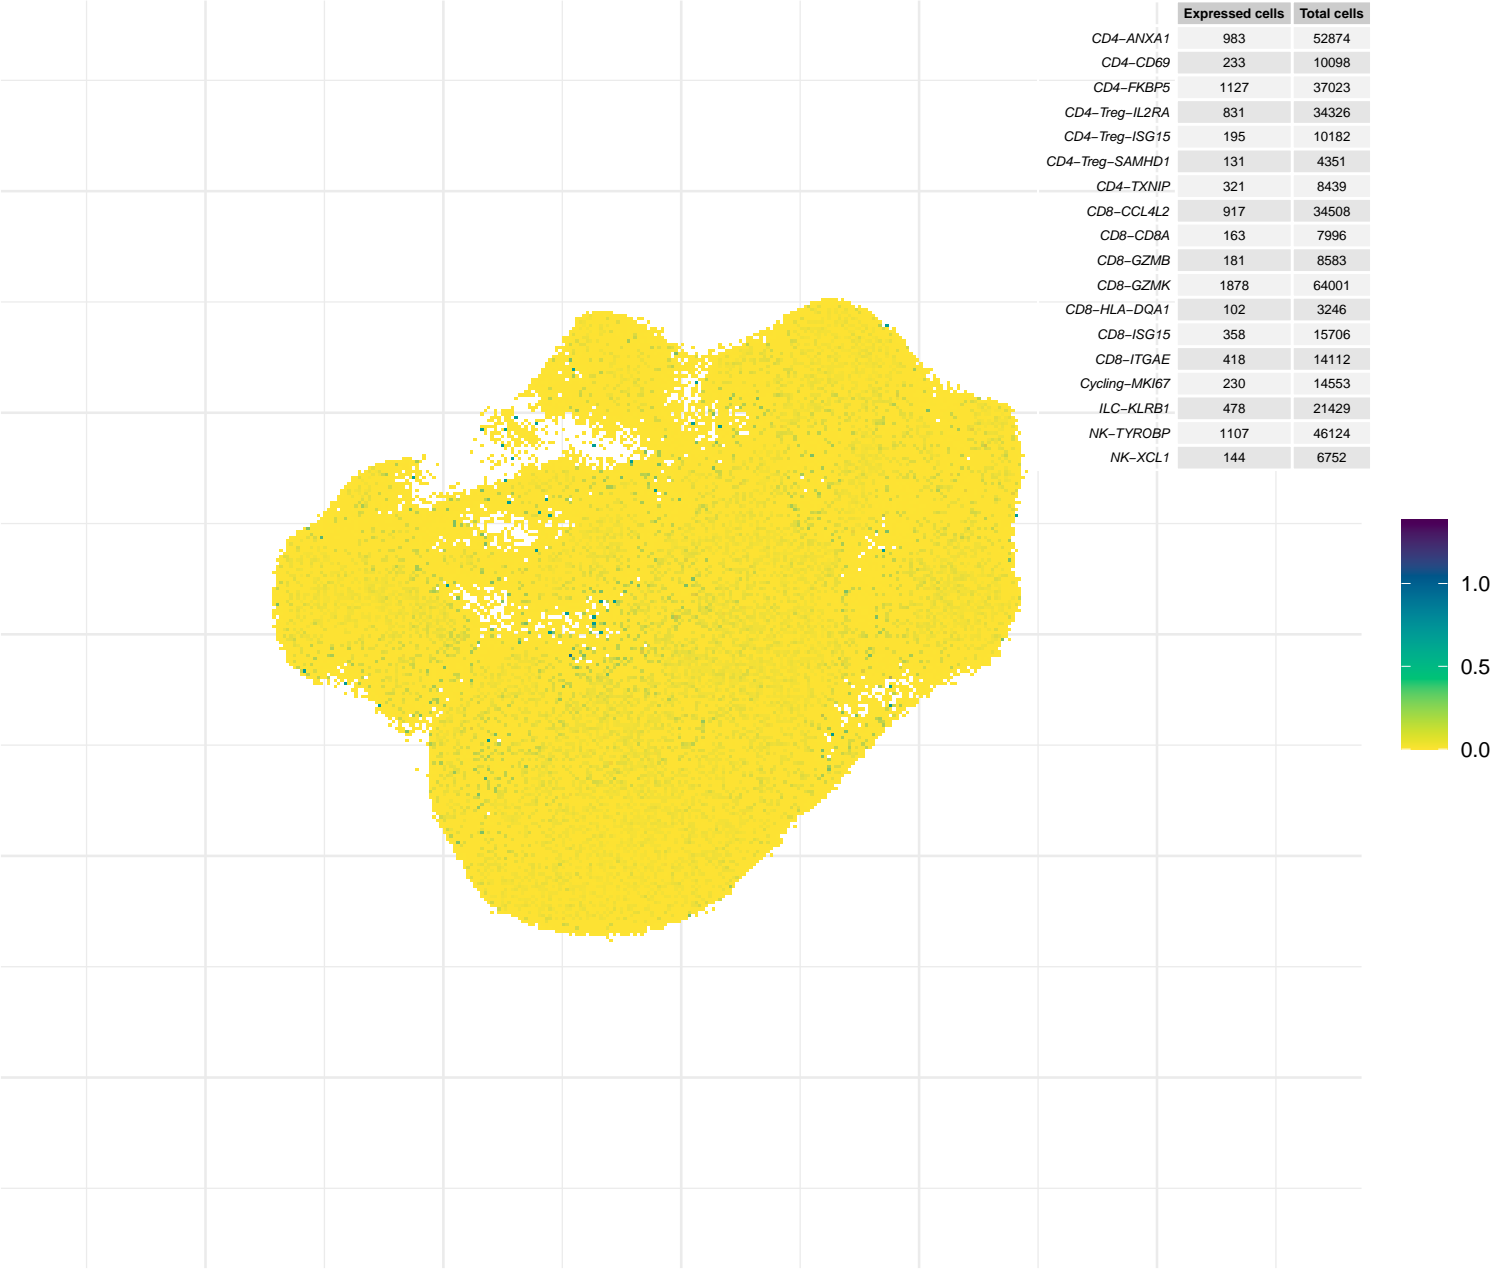 Expressed cells Total cells
CD4−ANXA1 983 52874
CD4−CD69 233 10098
CD4−FKBP5 1127 37023
CD4−Treg−IL2RA 831 34326
CD4−Treg−ISG15 195 10182
CD4−Treg−SAMHD1 131 4351
CD4−TXNIP 321 8439
CD8−CCL4L2 917 34508
CD8−CD8A 163 7996
CD8−GZMB 181 8583
CD8−GZMK 1878 64001
CD8−HLA−DQA1 102 3246
CD8−ISG15 358 15706
CD8−ITGAE 418 14112
Cycling−MKI67 230 14553
ILC−KLRB1 478 21429
NK−TYROBP 1107 46124
NK−XCL1 144 6752
1.0
0.5
0.0